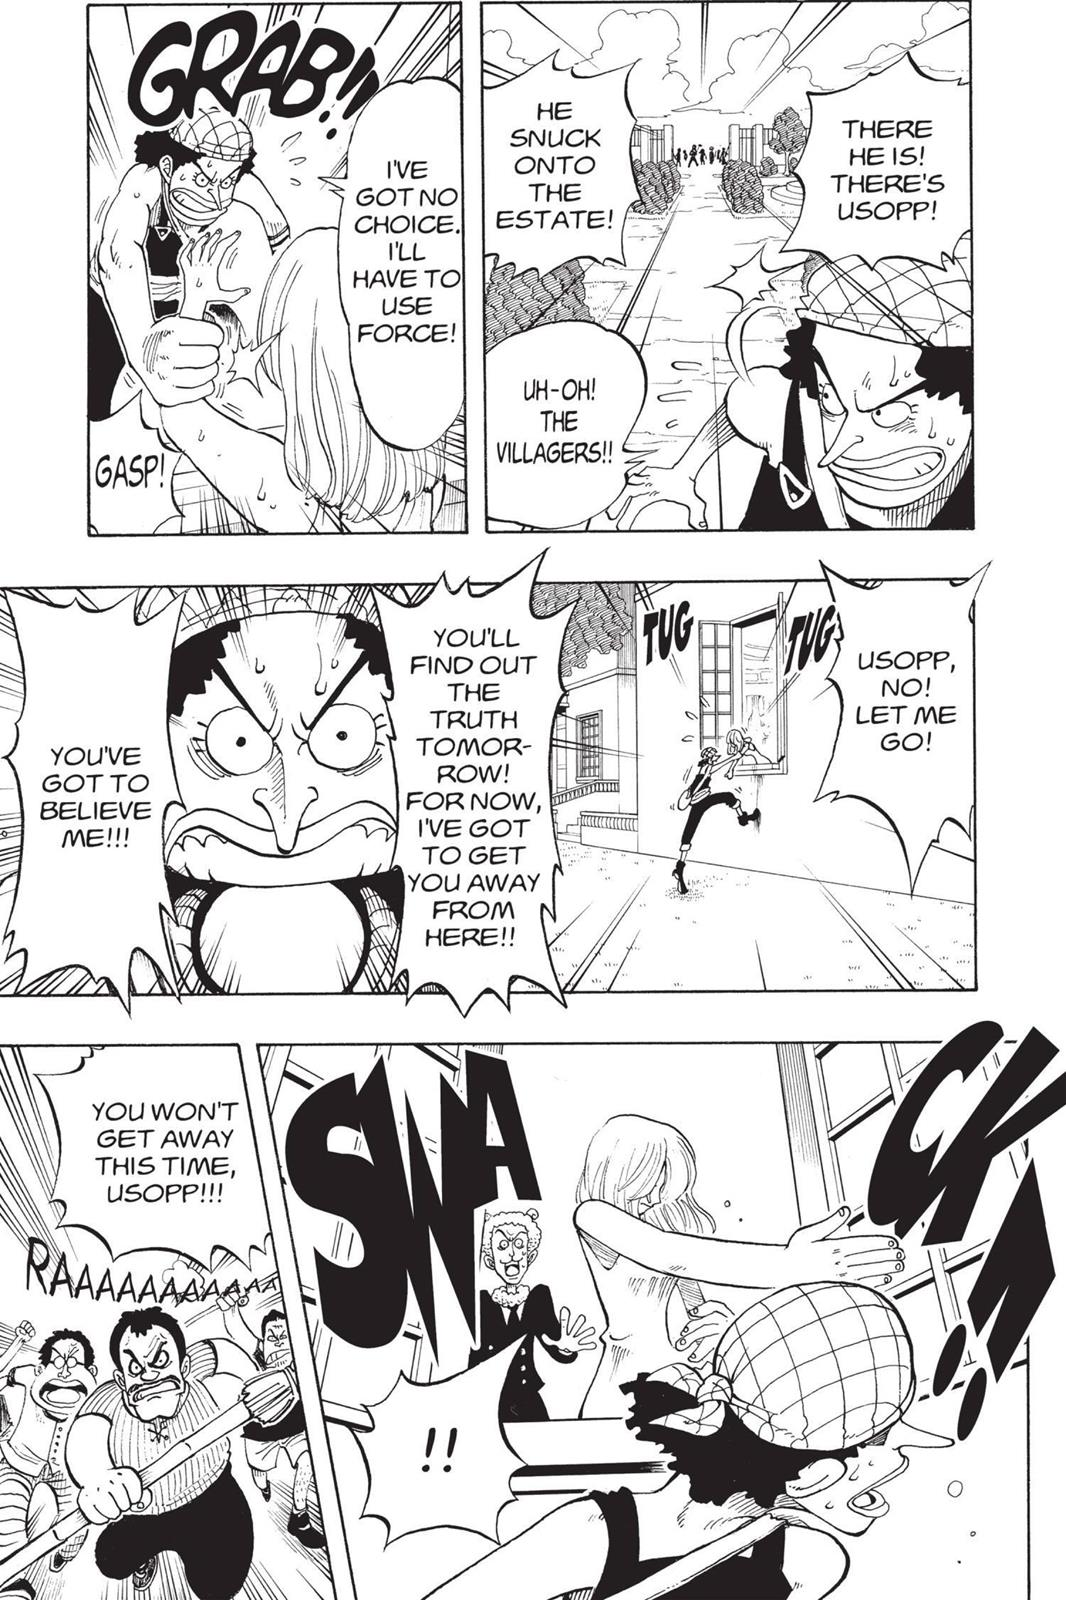 THERE
HE IS!
THERE'S
USOPP!
HE
SNUCK
ONTO
THE
ESTATE!
UH-OH!
THE
VILLAGERS!!
GRAB!!
I'VE
GOT NO
CHOICE.
I'LL
HAVE TO
USE
FORCE!
GASP!
USOPP,
NO!
LET ME
GO!
TUG
TUG
YOU'LL
FIND OUT
THE
TRUTH
TOMOR-
ROW!
FOR NOW,
I'VE GOT
TO GET
YOU AWAY
FROM
HERE!!
YOU'VE
GOT TO
BELIEVE
ME!!!
SMACK!!
!!
YOU WON'T
GET AWAY
THIS TIME,
USOPP!!!
RAAAAAAAAAAA